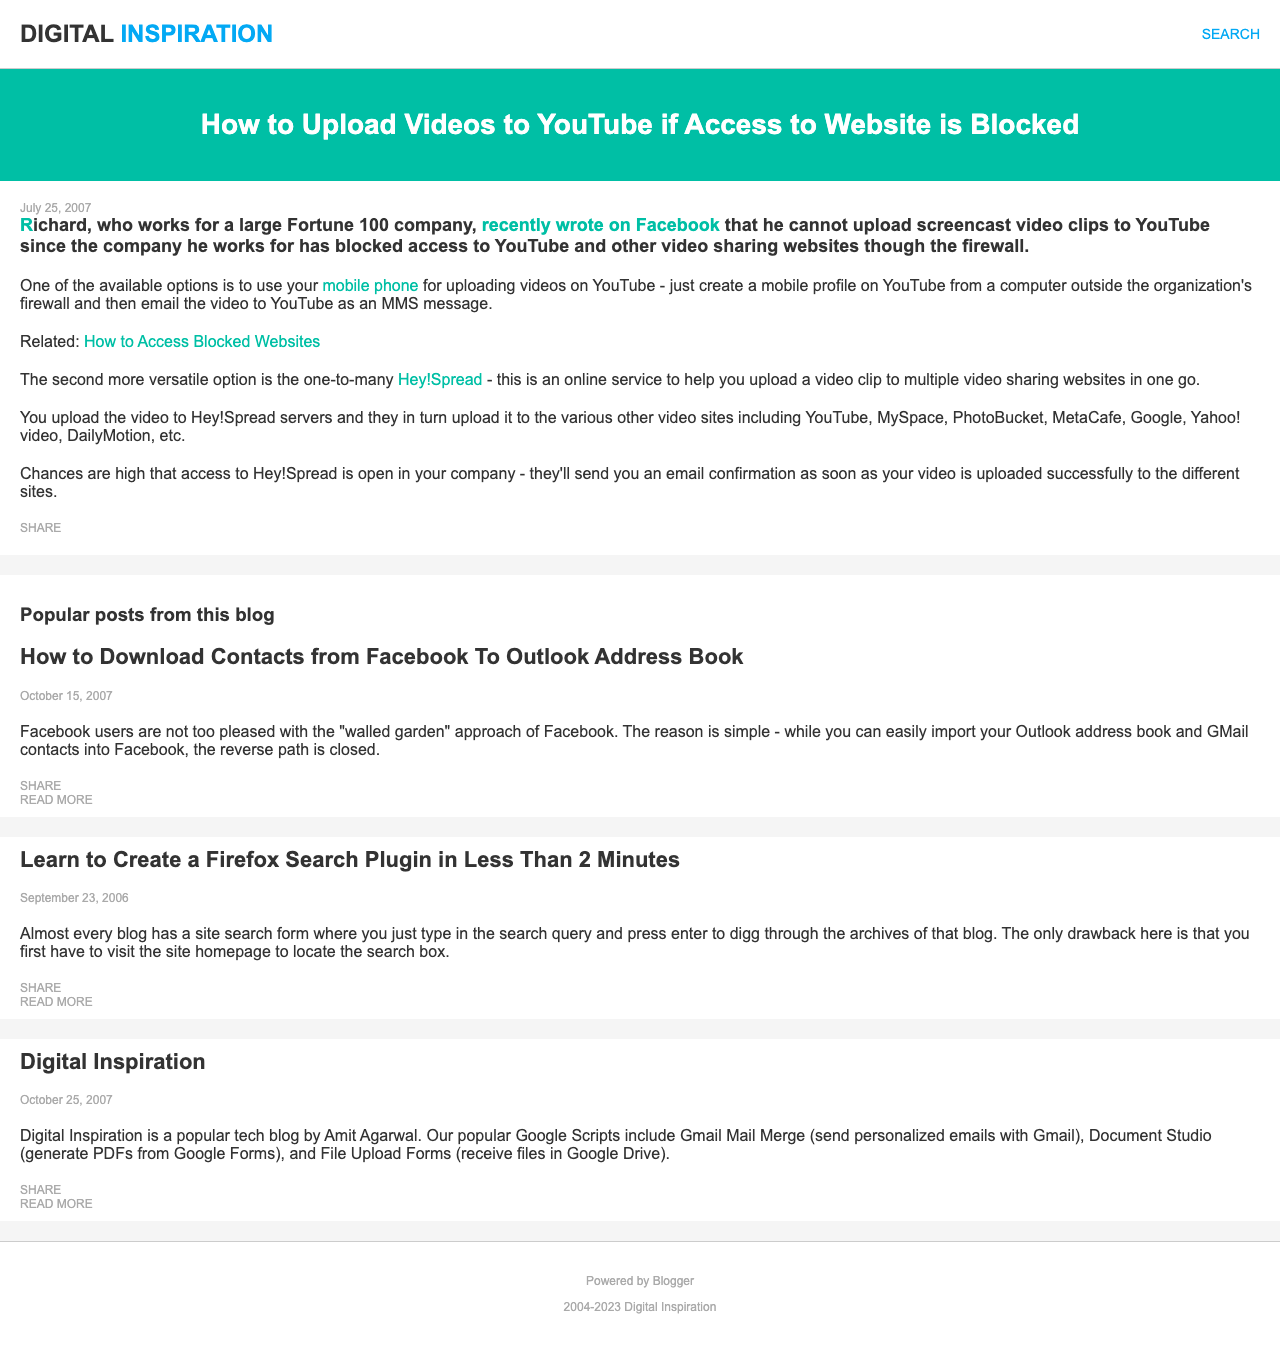 DIGITAL INSPIRATION
SEARCH
How to Upload Videos to YouTube if Access to Website is Blocked
July 25, 2007
Richard, who works for a large Fortune 100 company, recently wrote on Facebook that he cannot upload screencast video clips to YouTube
since the company he works for has blocked access to YouTube and other video sharing websites though the firewall.
One of the available options is to use your mobile phone for uploading videos on YouTube - just create a mobile profile on YouTube from a computer outside the organization's
firewall and then email the video to YouTube as an MMS message.
Related: How to Access Blocked Websites
The second more versatile option is the one-to-many Hey!Spread - this is an online service to help you upload a video clip to multiple video sharing websites in one go.
You upload the video to Hey!Spread servers and they in turn upload it to the various other video sites including YouTube, MySpace, PhotoBucket, MetaCafe, Google, Yahoo!
video, DailyMotion, etc.
Chances are high that access to Hey!Spread is open in your company - they'll send you an email confirmation as soon as your video is uploaded successfully to the different
sites.
SHARE
Popular posts from this blog
How to Download Contacts from Facebook To Outlook Address Book
October 15, 2007
Facebook users are not too pleased with the "walled garden" approach of Facebook. The reason is simple - while you can easily import your Outlook address book and GMail
contacts into Facebook, the reverse path is closed.
SHARE
READ MORE
Learn to Create a Firefox Search Plugin in Less Than 2 Minutes
September 23, 2006
Almost every blog has a site search form where you just type in the search query and press enter to digg through the archives of that blog. The only drawback here is that you
first have to visit the site homepage to locate the search box.
SHARE
READ MORE
Digital Inspiration
October 25, 2007
Digital Inspiration is a popular tech blog by Amit Agarwal. Our popular Google Scripts include Gmail Mail Merge (send personalized emails with Gmail), Document Studio
(generate PDFs from Google Forms), and File Upload Forms (receive files in Google Drive).
SHARE
READ MORE
Powered by Blogger
2004-2023 Digital Inspiration